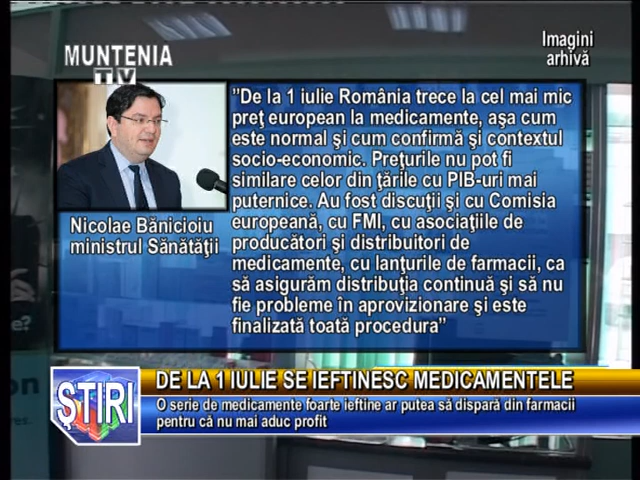 MUNTENIA
TV
Imagini
arhivă
”De la 1 iulie România trece la cel mai mic
preţ european la medicamente, aşa cum
este normal şi cum confirmă şi contextul
socio-economic. Preţurile nu pot fi
similare celor din ţările cu PIB-uri mai
puternice. Au fost discuţii şi cu Comisia
europeană, cu FMI, cu asociaţiile de
producători şi distribuitori de
medicamente, cu lanţurile de farmacii, ca
să asigurăm distribuţia continuă şi să nu
fie probleme în aprovizionare şi este
finalizată toată procedura”
Nicolae Bănicioiu
ministrul Sănătăţii
ŞTIRI
DE LA 1 IULIE SE IEFTINESC MEDICAMENTELE
O serie de medicamente foarte ieftine ar putea să dispară din farmacii
pentru că nu mai aduc profit